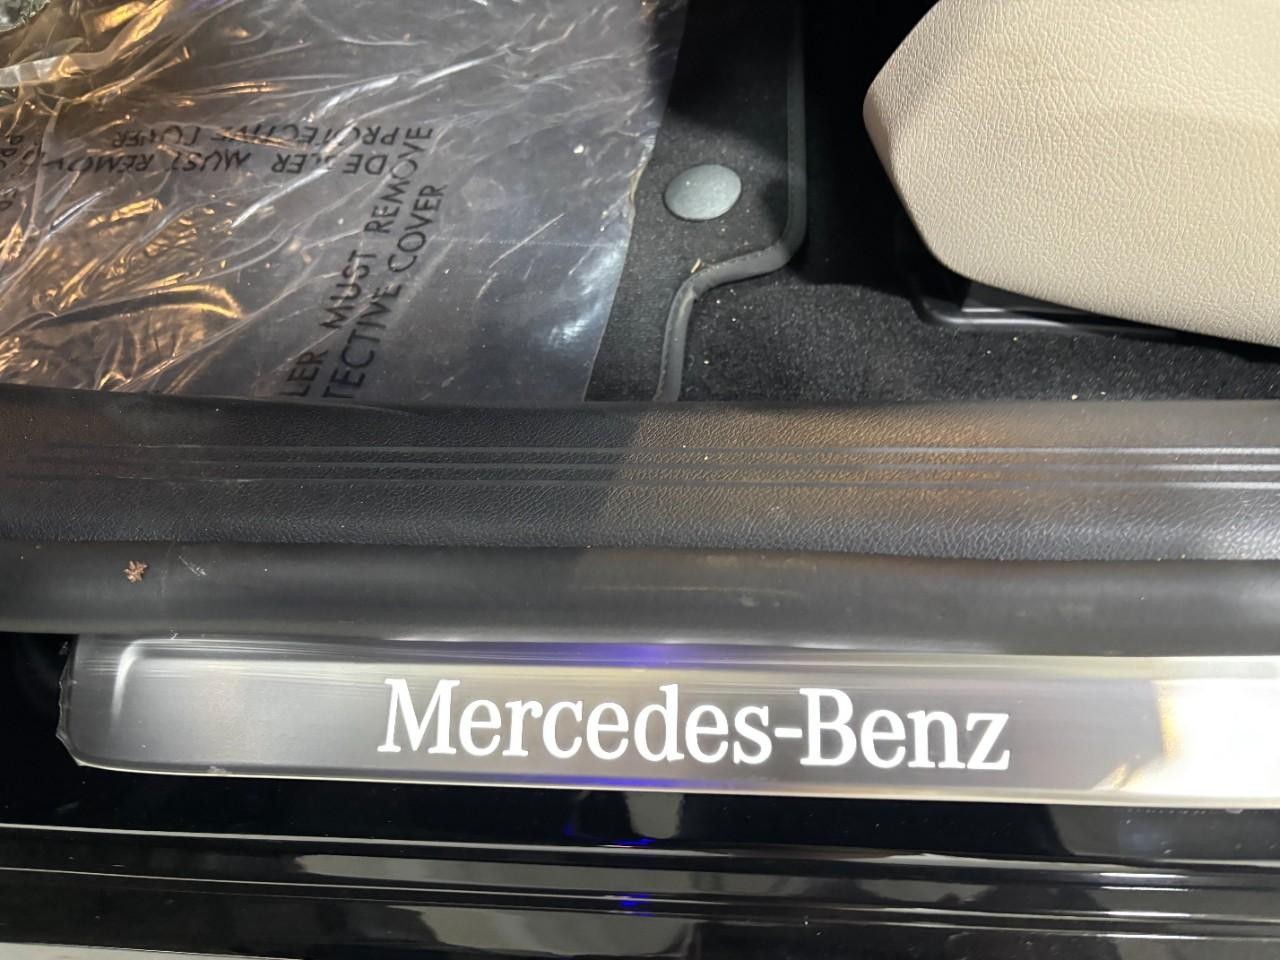 DEALER MUST REMOVE
PROTECTIVE COVER
LER MUST REMOVE
TECTIVE COVER
Mercedes-Benz